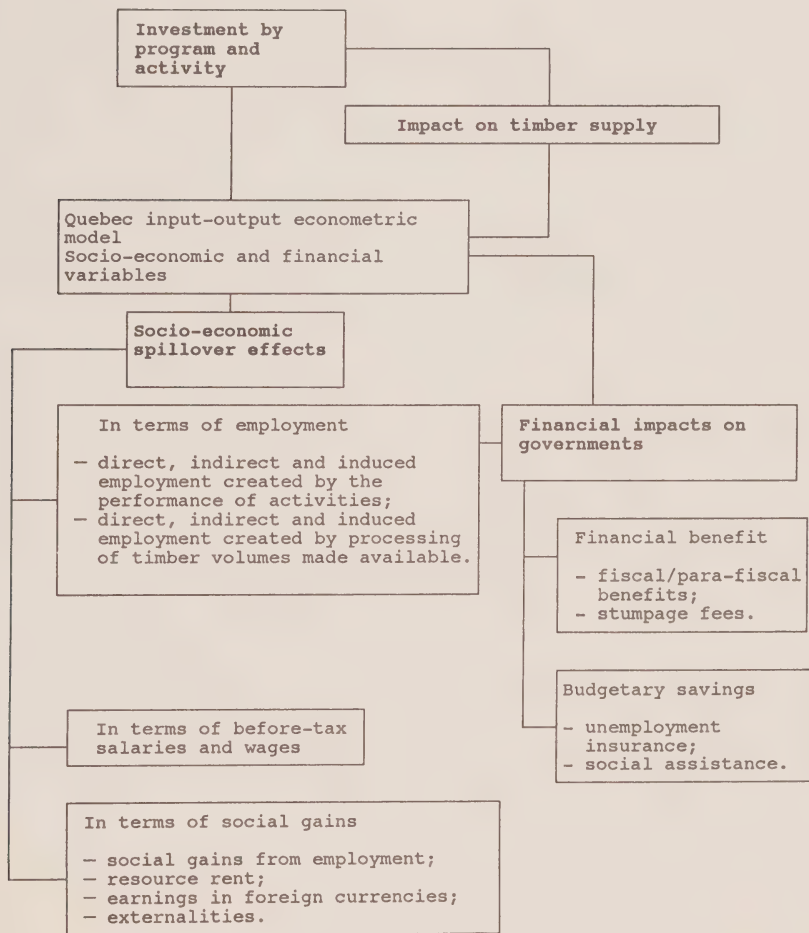 Investment by
program and
activity
Impact on timber supply
Quebec input-output econometric
model
Socio-economic and financial
variables
Socio-economic
spillover effects
In terms of employment
— direct, indirect and induced
employment created by the
performance of activities;
— direct, indirect and induced
employment created by processing
of timber volumes made available.
Financial impacts on
governments
Financial benefit
- fiscal/para-fiscal
benefits;
- stumpage fees.
Budgetary savings
- unemployment
insurance;
- social assistance.
In terms of before-tax
salaries and wages
In terms of social gains
— social gains from employment;
— resource rent;
— earnings in foreign currencies;
— externalities.